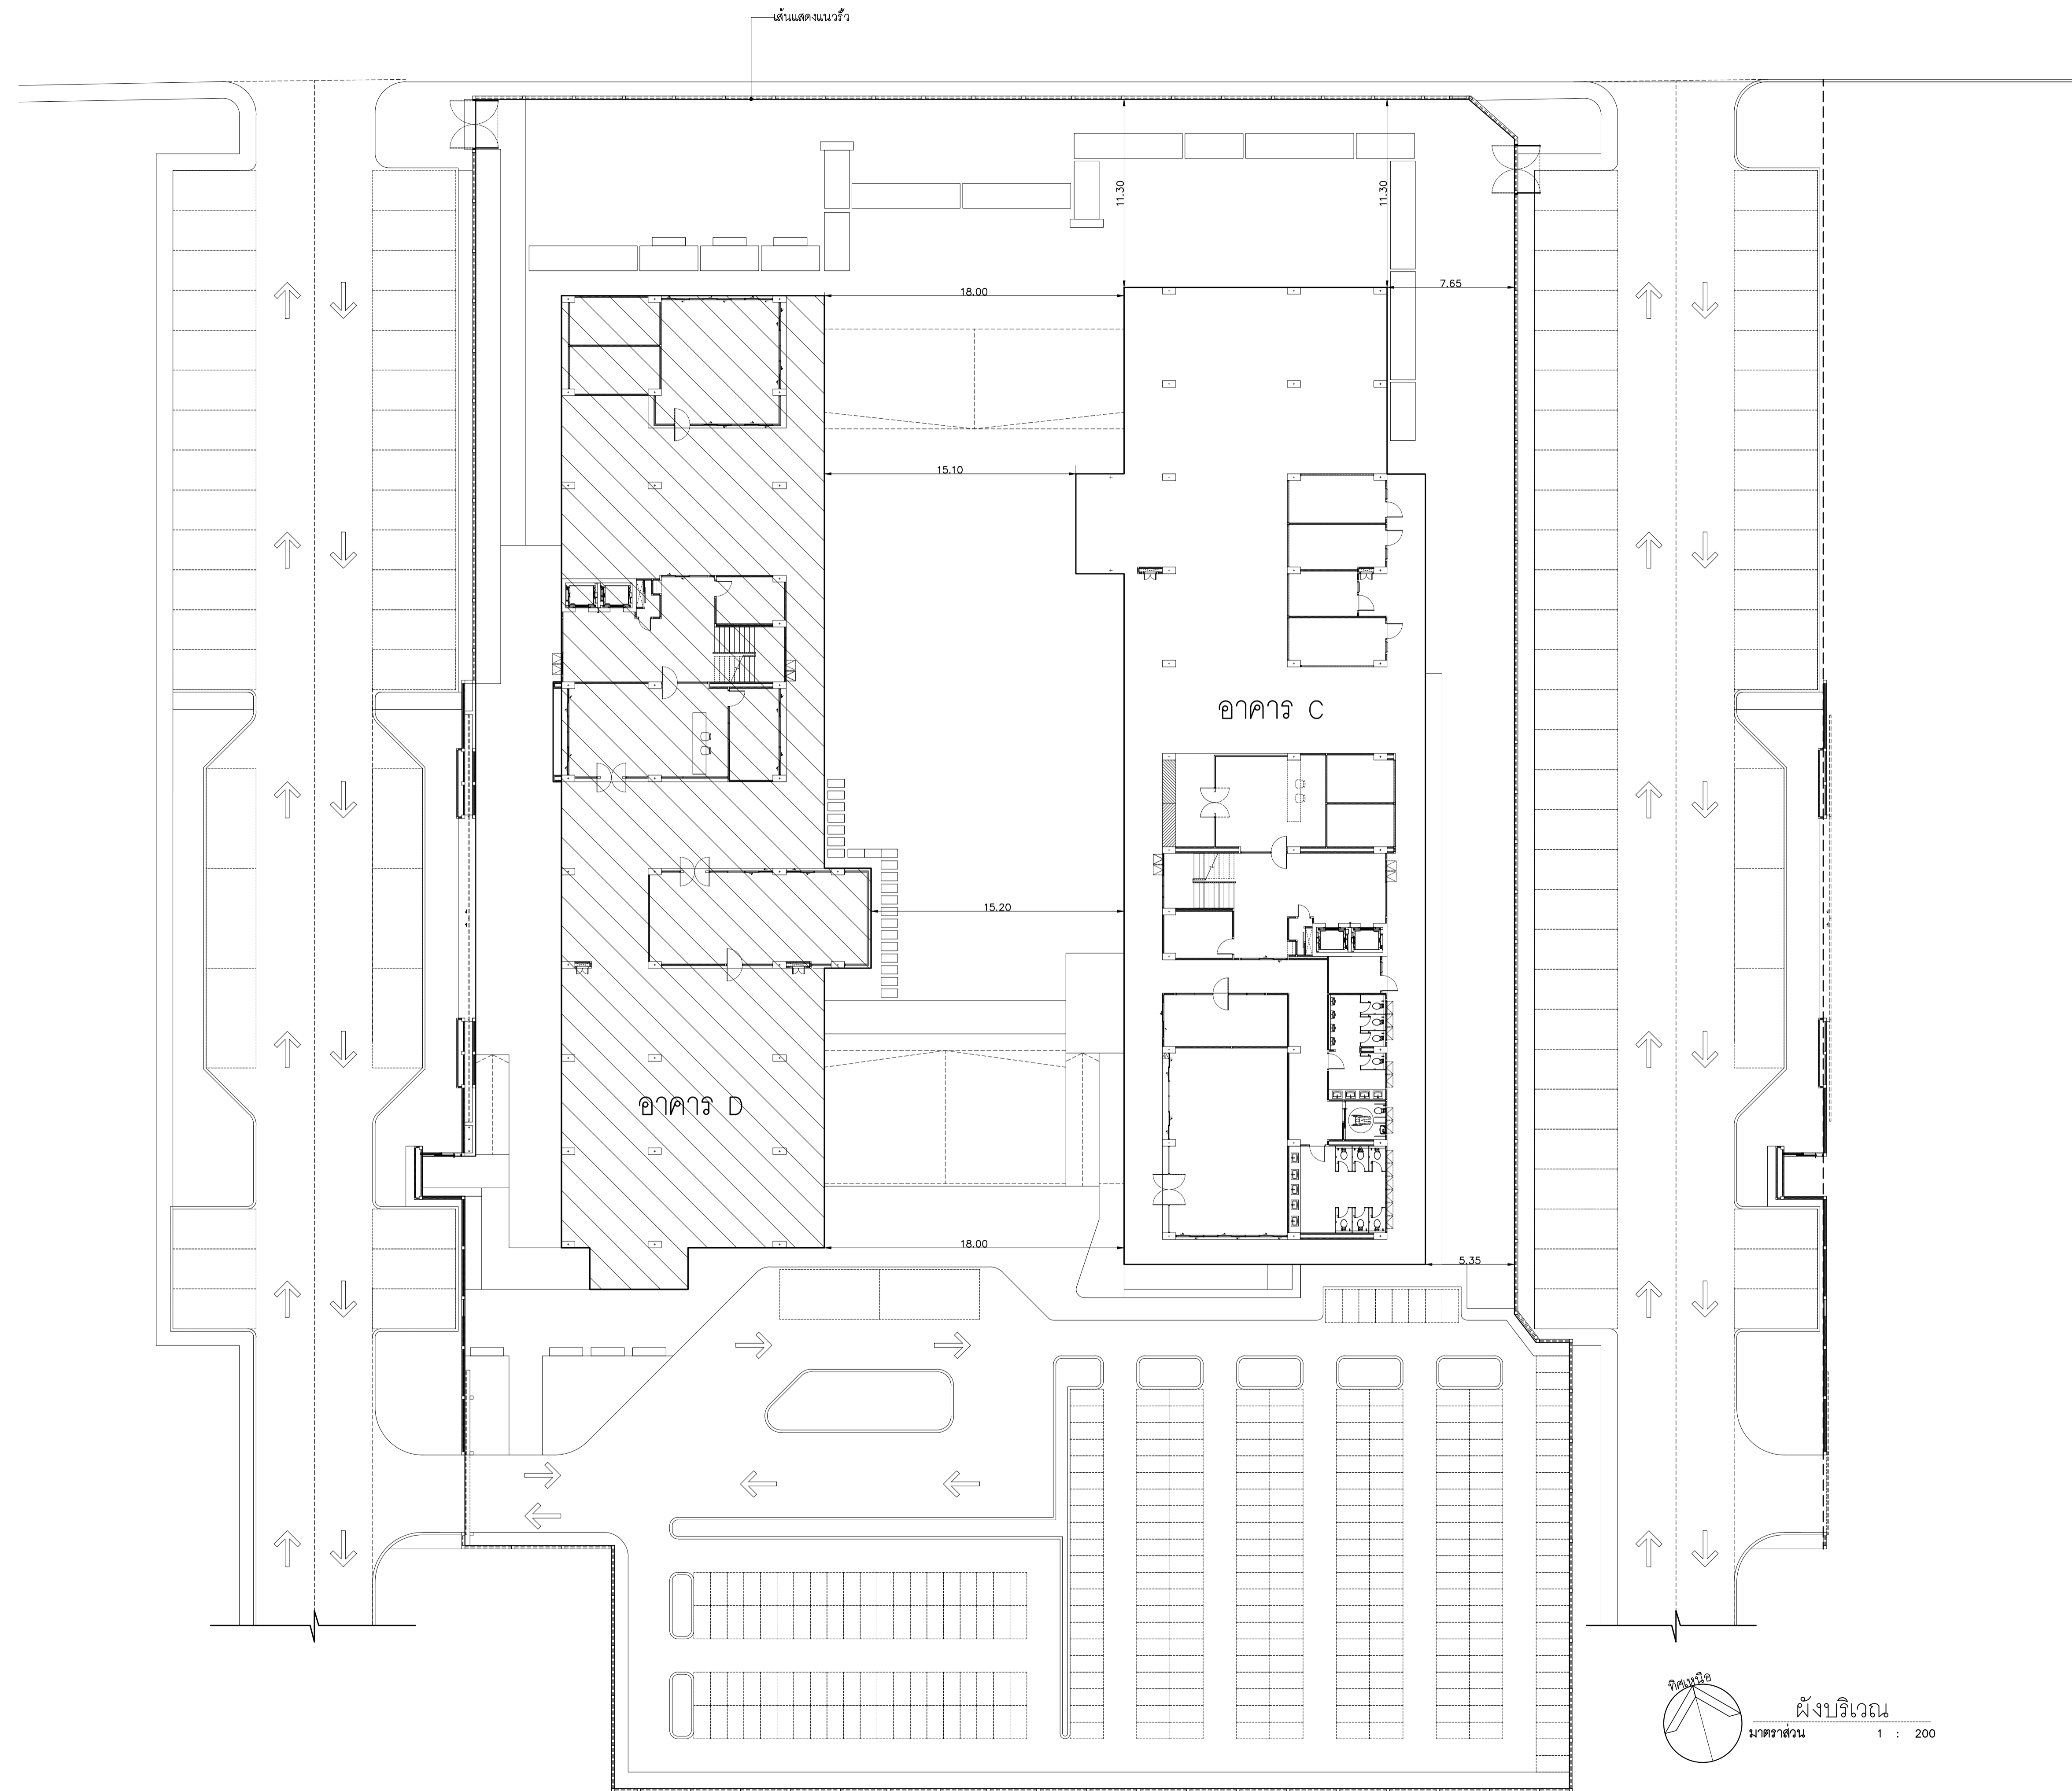 เส้นแสดงแนวรั้ว
11.30
11.30
18.00
7.65
15.10
อาคาร C
15.20
อาคาร D
18.00
5.35
ทิศเหนือ
ผังบริเวณ
มาตราส่วน 1 : 200